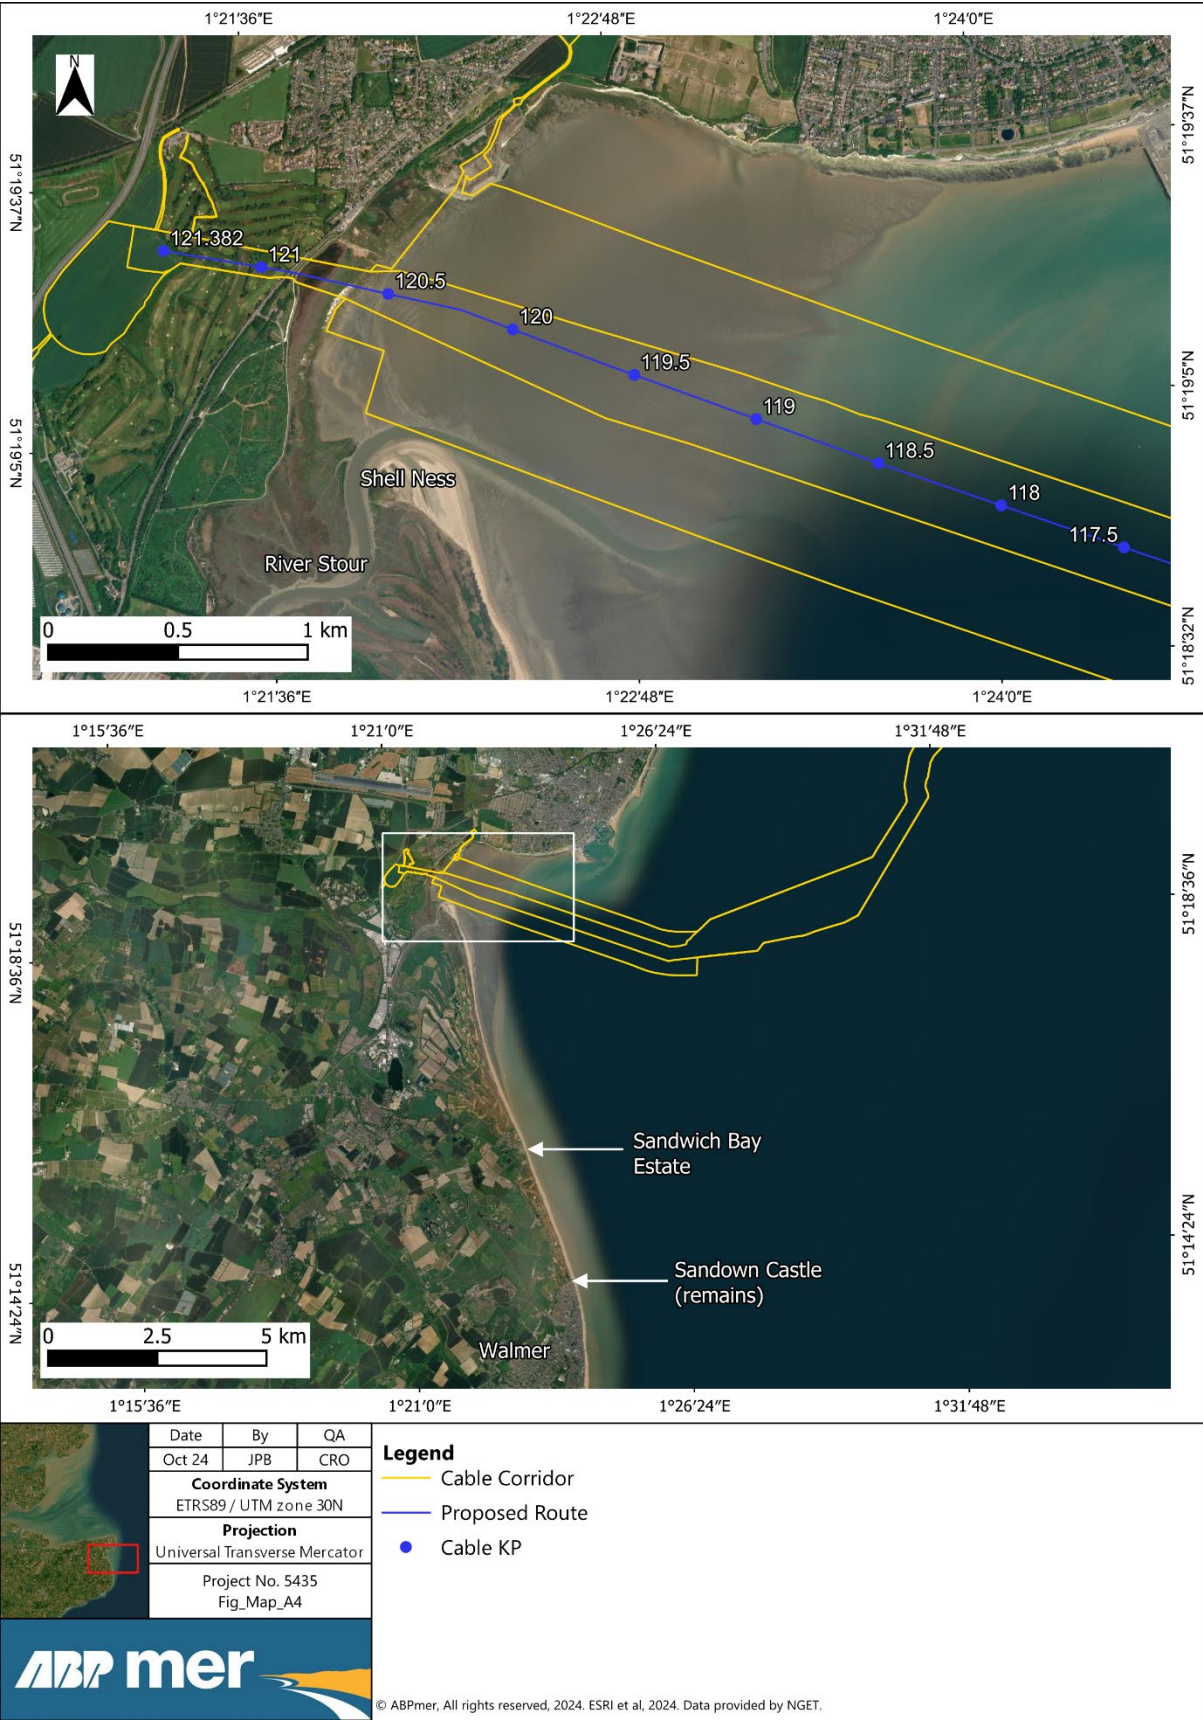 1°21'36"E
1°22'48"E
1°24'0"E
N
51°19'37"N
51°19'37"N
121.382
121
120.5
120
119.5
51°19'5"N
119
51°19'5"N
118.5
Shell Ness
118
117.5
River Stour
51°18'32"N
0 0.5 1 km
1°21'36"E
1°22'48"E
1°24'0"E
1°15'36"E
1°21'0"E
1°26'24"E
1°31'48"E
51°18'36"N
51°18'36"N
Sandwich Bay
Estate
51°14'24"N
Sandown Castle
(remains)
51°14'24"N
0 2.5 5 km
Walmer
1°15'36"E
1°21'0"E
1°26'24"E
1°31'48"E
Date By QA
Oct 24 JPB CRO
Coordinate System
ETRS89 / UTM zone 30N
Projection
Universal Transverse Mercator
Project No. 5435
Fig_Map_A4
ABP mer
Legend
Cable Corridor
Proposed Route
Cable KP
© ABPmer, All rights reserved, 2024. ESRI et al, 2024. Data provided by NGET.